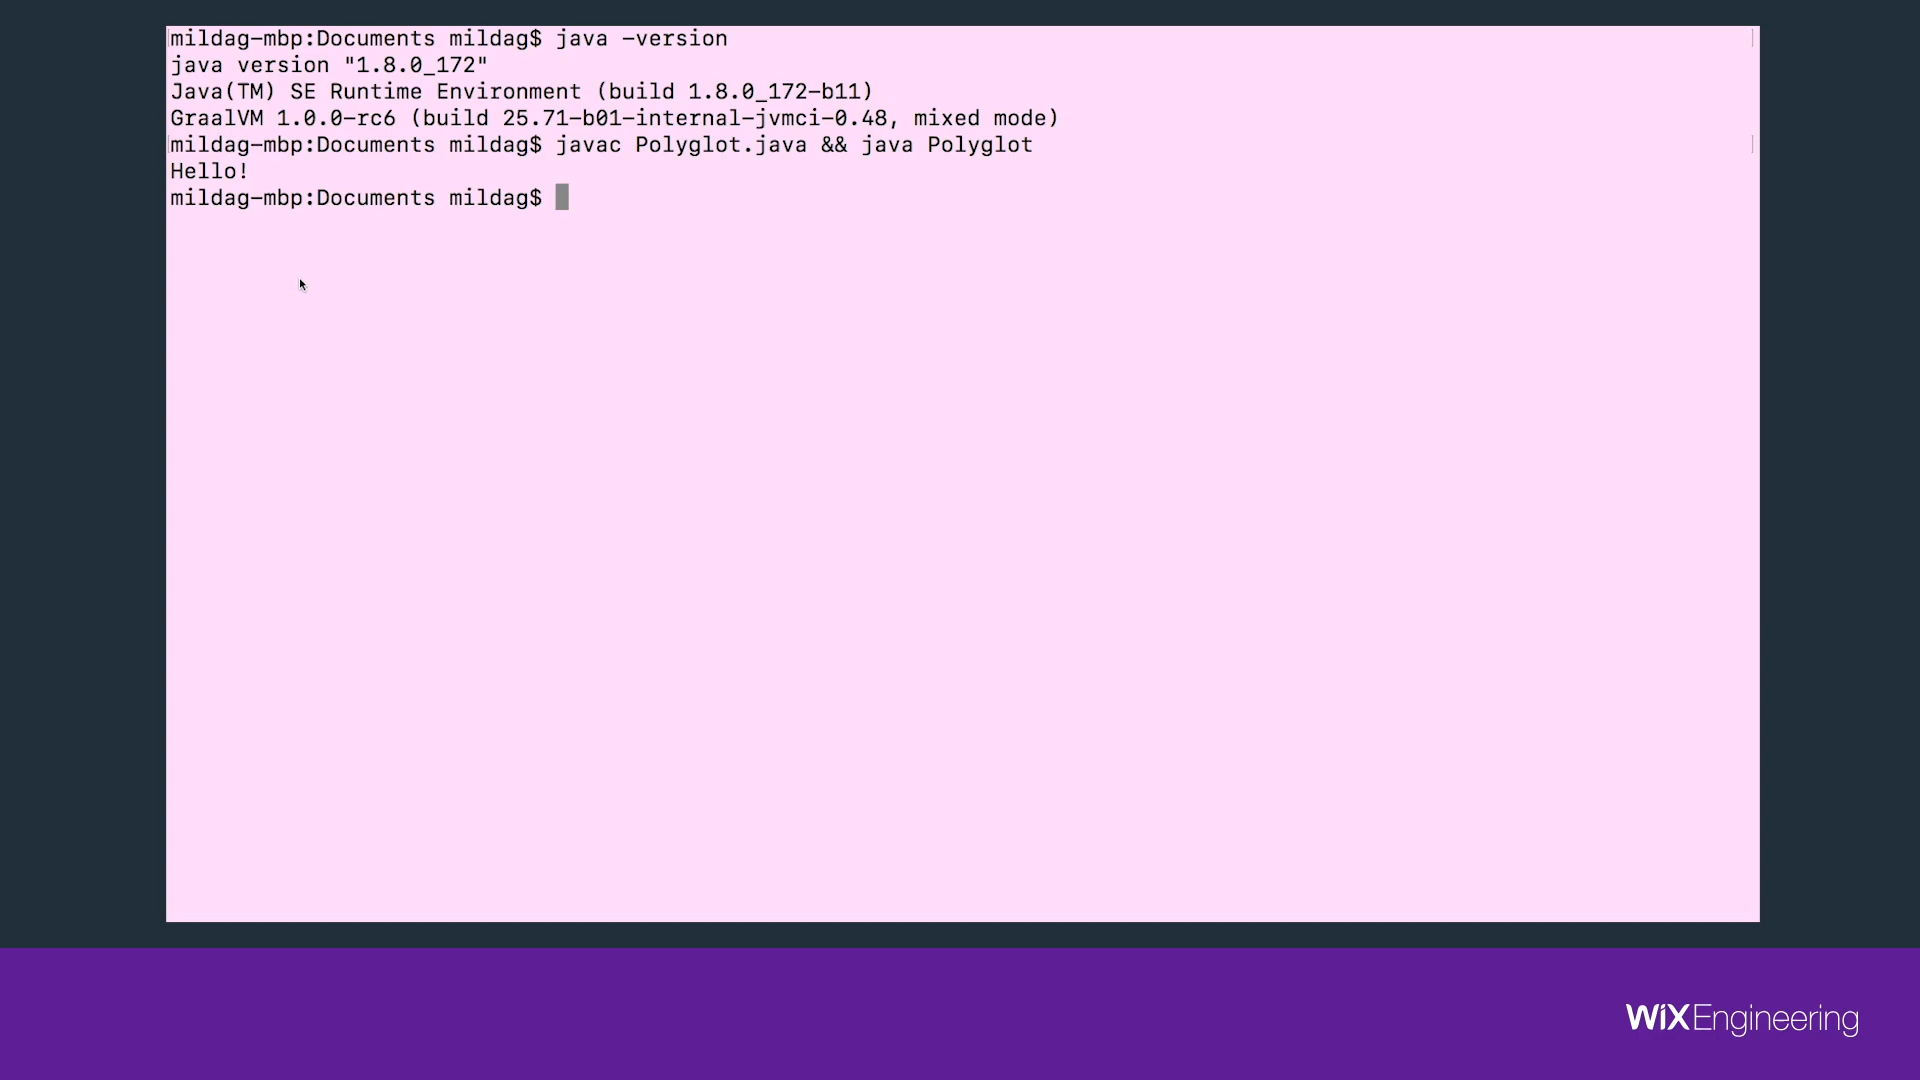 mildag-mbp:Documents mildag$ java -version
java version "1.8.0_172"
Java(TM) SE Runtime Environment (build 1.8.0_172-b11)
GraalVM 1.0.0-rc6 (build 25.71-b01-internal-jvmci-0.48, mixed mode)
mildag-mbp:Documents mildag$ javac Polyglot.java && java Polyglot
Hello!
mildag-mbp:Documents mildag$
WiXEngineering